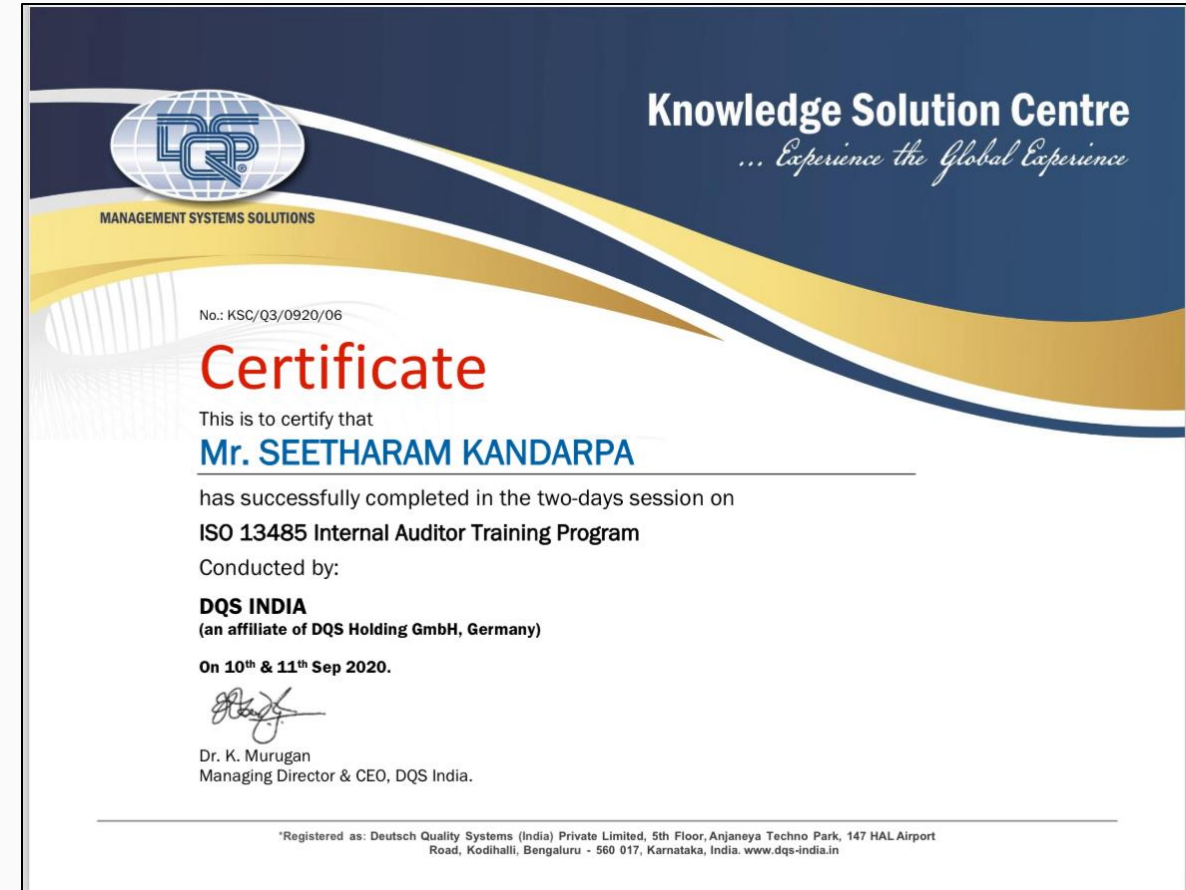 Knowledge Solution Centre
... Experience the Global Experience
DQS®
MANAGEMENT SYSTEMS SOLUTIONS
No.: KSC/Q3/0920/06
Certificate
This is to certify that
Mr. SEETHARAM KANDARPA
has successfully completed in the two-days session on
ISO 13485 Internal Auditor Training Program
Conducted by:
DQS INDIA
(an affiliate of DQS Holding GmbH, Germany)
On 10th & 11th Sep 2020.
Dr. K. Murugan
Managing Director & CEO, DQS India.
*Registered as: Deutsch Quality Systems (India) Private Limited, 5th Floor, Anjaneya Techno Park, 147 HAL Airport
Road, Kodihalli, Bengaluru - 560 017, Karnataka, India. www.dqs-india.in